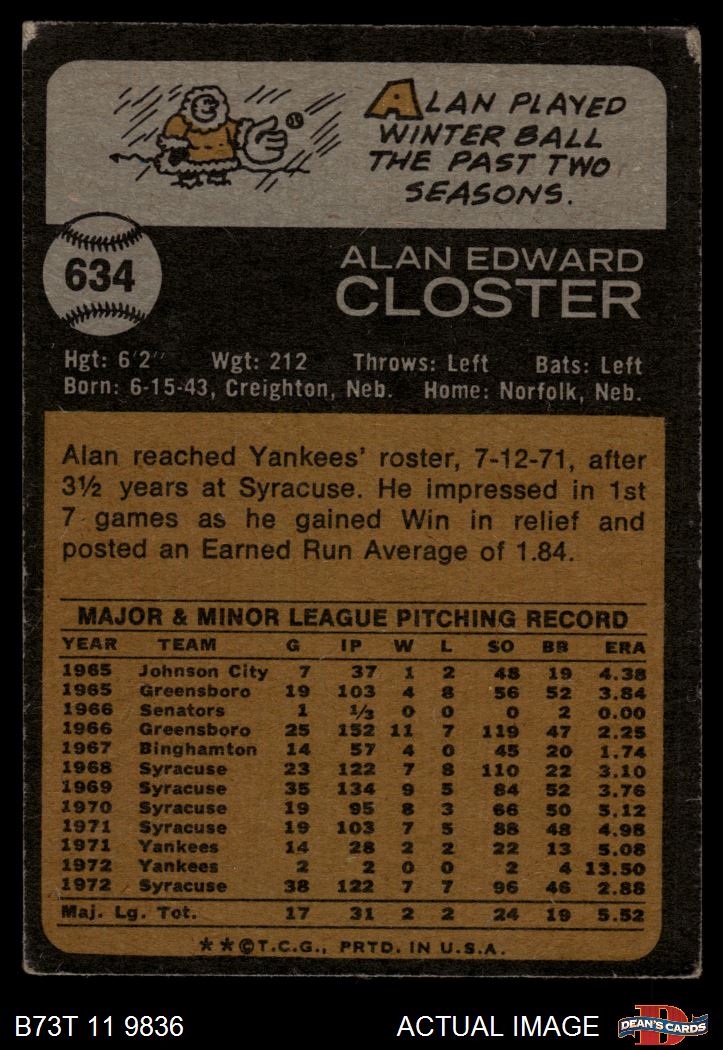 ALAN PLAYED
WINTER BALL
THE PAST TWO
SEASONS.
634
ALAN EDWARD
CLOSTER
Hgt: 6'2" Wgt: 212 Throws: Left Bats: Left
Born: 6-15-43, Creighton, Neb. Home: Norfolk, Neb.
Alan reached Yankees' roster, 7-12-71, after
3½ years at Syracuse. He impressed in 1st
7 games as he gained Win in relief and
posted an Earned Run Average of 1.84.
MAJOR & MINOR LEAGUE PITCHING RECORD
YEAR TEAM G IP W L SO BB ERA
1965 Johnson City 7 37 1 2 48 19 4.38
1965 Greensboro 19 103 4 8 56 52 3.84
1966 Senators 1 1/3 0 0 0 2 0.00
1966 Greensboro 25 152 11 7 119 47 2.25
1967 Binghamton 14 57 4 0 45 20 1.74
1968 Syracuse 23 122 7 8 110 22 3.10
1969 Syracuse 35 134 9 5 84 52 3.76
1970 Syracuse 19 95 8 3 66 50 5.12
1971 Syracuse 19 103 7 5 88 48 4.98
1971 Yankees 14 28 2 2 22 13 5.08
1972 Yankees 2 2 0 0 2 4 13.50
1972 Syracuse 38 122 7 7 96 46 2.88
Maj. Lg. Tot. 17 31 2 2 24 19 5.52
**©T.C.G., PRTD. IN U.S.A.
B73T 11 9836 ACTUAL IMAGE
D
DEAN'S CARDS